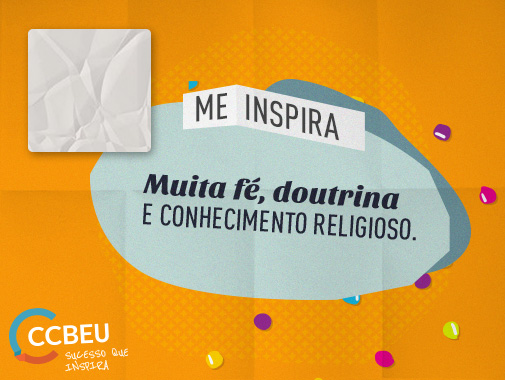 ME INSPIRA
Muita fé, doutrina
E CONHECIMENTO RELIGIOSO.
CCBEU
SUCESSO QUE
INSPIRA